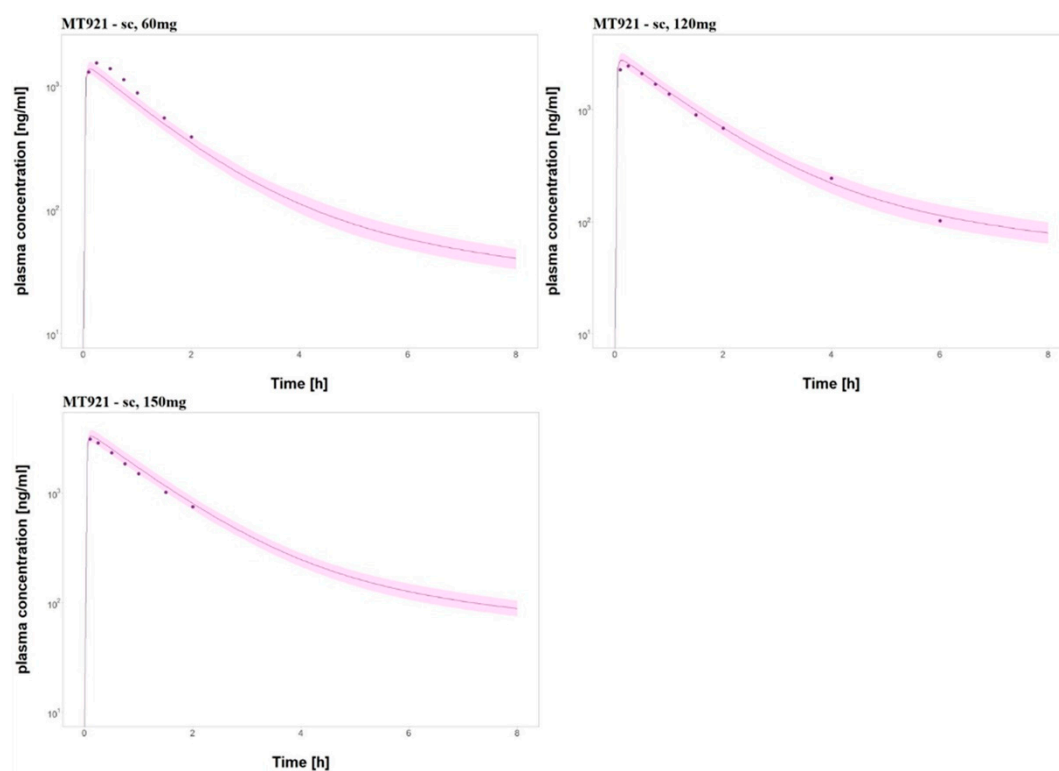 MT921 - sc, 60mg
plasma concentration [ng/ml]
10³
10²
10¹
0 2 4 6 8
Time [h]
MT921 - sc, 120mg
plasma concentration [ng/ml]
10³
10²
10¹
0 2 4 6 8
Time [h]
MT921 - sc, 150mg
plasma concentration [ng/ml]
10³
10²
10¹
0 2 4 6 8
Time [h]